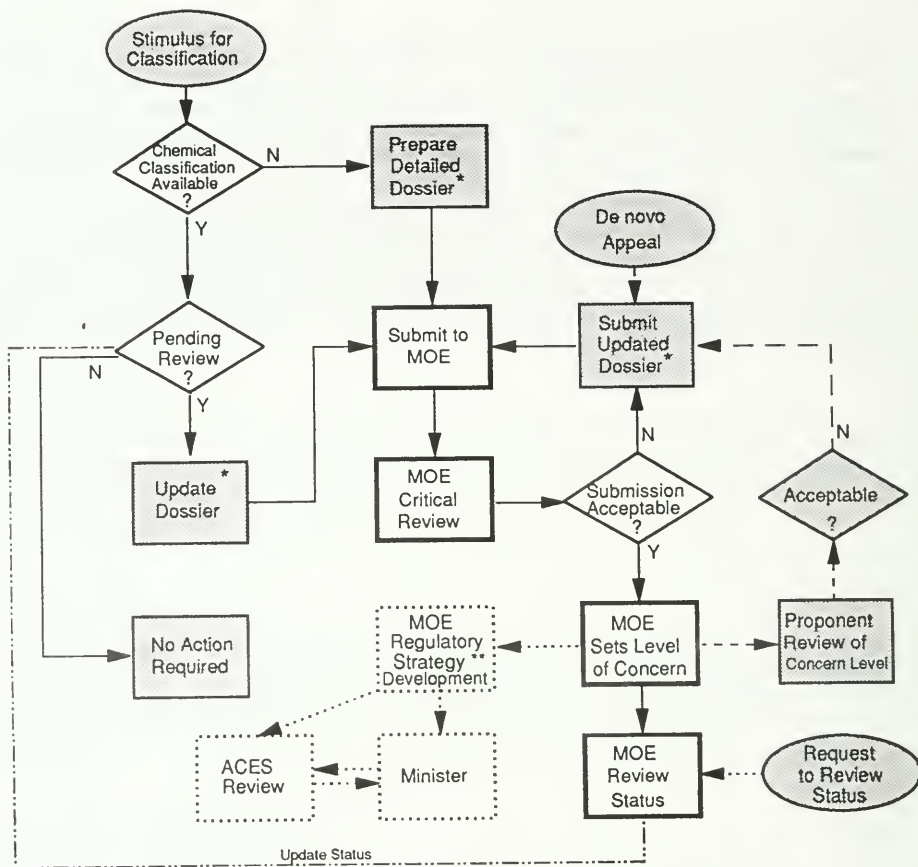 Stimulus for
Classification
Chemical
Classification
Available
?
N
Y
Prepare
Detailed
Dossier*
De novo
Appeal
Pending
Review
?
N
Y
Submit to
MOE
Submit
Updated
Dossier*
N
N
Update*
Dossier
MOE
Critical
Review
Submission
Acceptable
?
Y
Acceptable
?
No Action
Required
MOE
Regulatory
Strategy**
Development
MOE
Sets Level
of Concern
Proponent
Review of
Concern Level
ACES
Review
Minister
MOE
Review
Status
Request
to Review
Status
Update Status